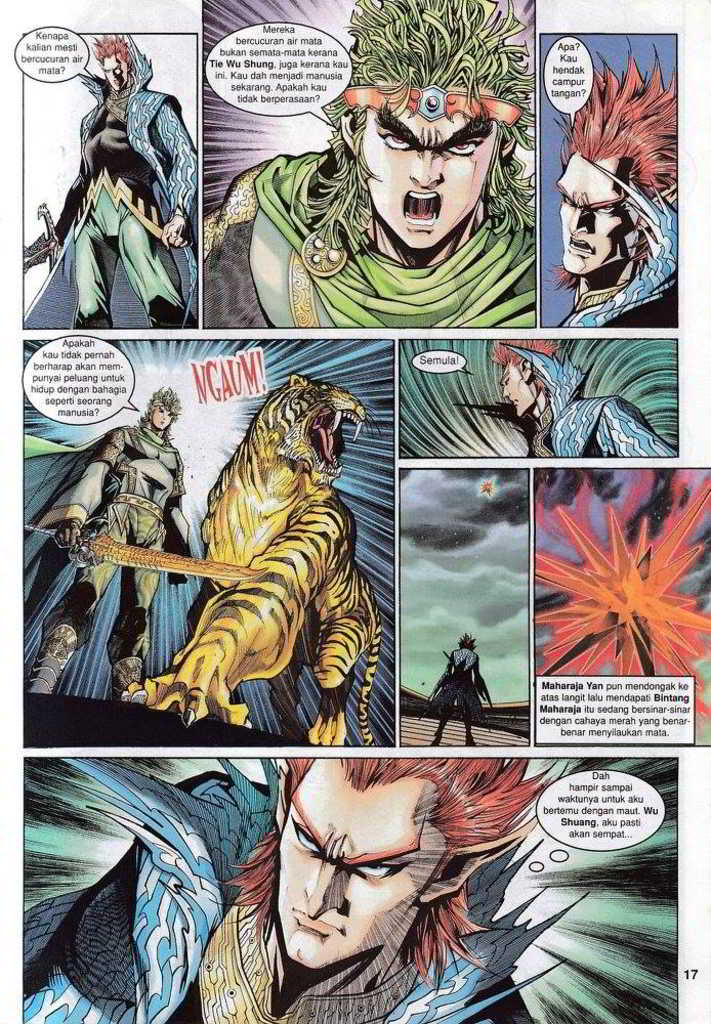 Kenapa
kalian mesti
bercucuran air
mata?
Mereka
bercucuran air mata
bukan semata-mata kerana
Tie Wu Shung, juga kerana kau
ini. Kau dah menjadi manusia
sekarang. Apakah kau
tidak berperasaan?
Apa?
Kau
hendak
campur
tangan?
Apakah
kau tidak pernah
berharap akan mem-
punyai peluang untuk
hidup dengan bahagia
seperti seorang
manusia?
NGAUM!
Semula!
Maharaja Yan pun mendongak ke
atas langit lalu mendapati Bintang
Maharaja itu sedang bersinar-sinar
dengan cahaya merah yang benar-
benar menyilaukan mata.
Dah
hampir sampai
waktunya untuk aku
bertemu dengan maut. Wu
Shuang, aku pasti
akan sempat...
17